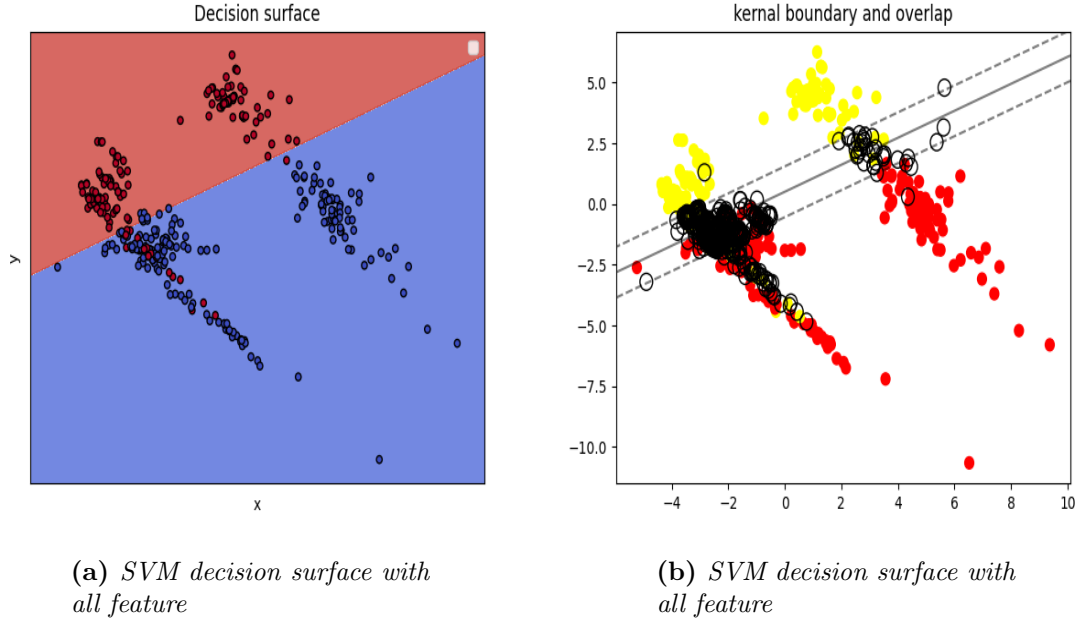 Decision surface
y
x
(a) SVM decision surface with
all feature
kernal boundary and overlap
5.0
2.5
0.0
−2.5
−5.0
−7.5
−10.0
−4
−2
0
2
4
6
8
10
(b) SVM decision surface with
all feature